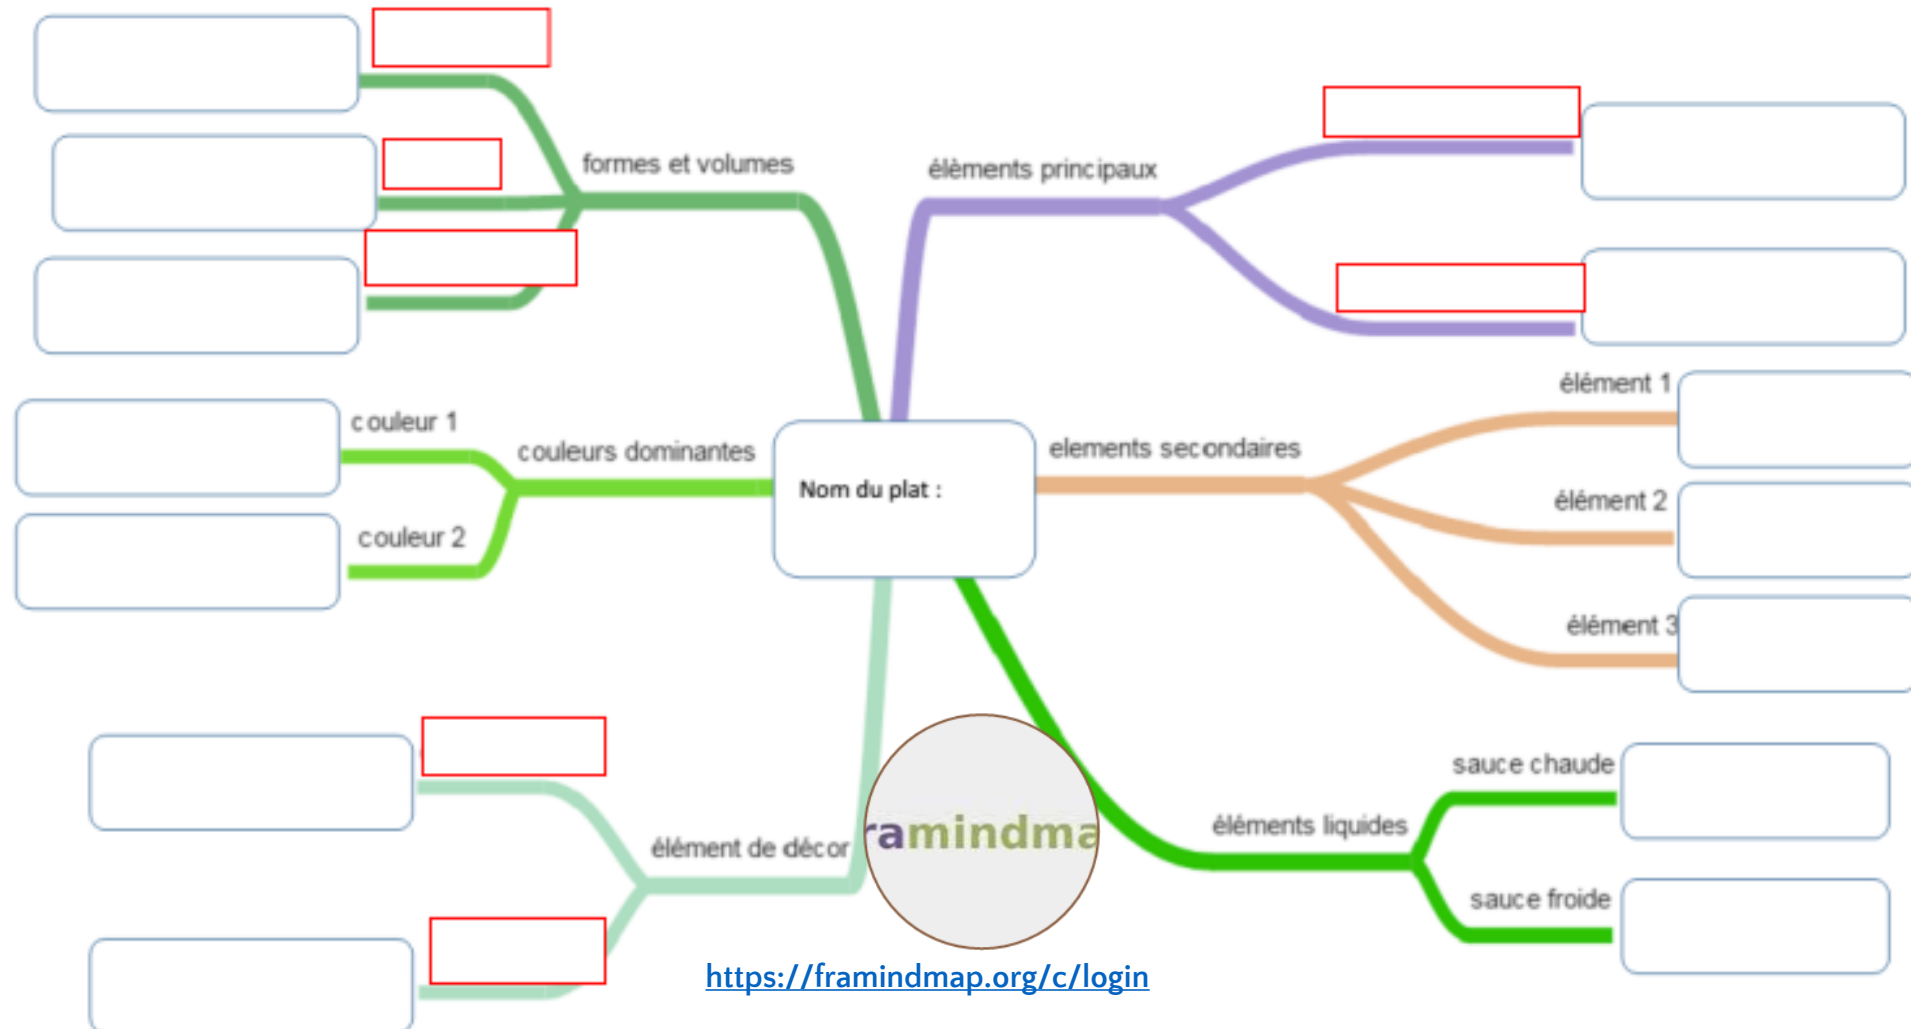 formes et volumes
élèments principaux
élément 1
couleur 1
couleurs dominantes
elements secondaires
Nom du plat :
élément 2
couleur 2
élément 3
sauce chaude
éléments liquides
élément de décor
ramindma
sauce froide
https://framindmap.org/c/login